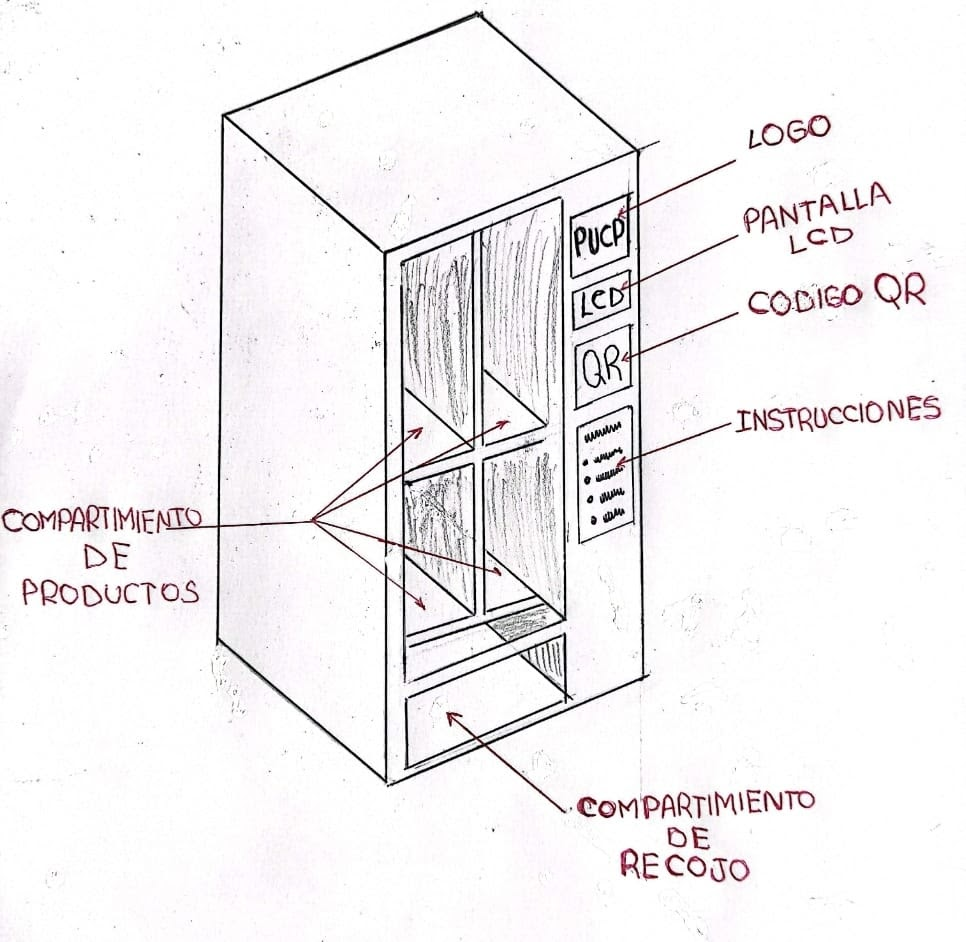 LOGO
PANTALLA
LCD
CODIGO QR
INSTRUCCIONES
PUCP
LCD
QR
COMPARTIMIENTO
DE
PRODUCTOS
COMPARTIMIENTO
DE
RECOJO